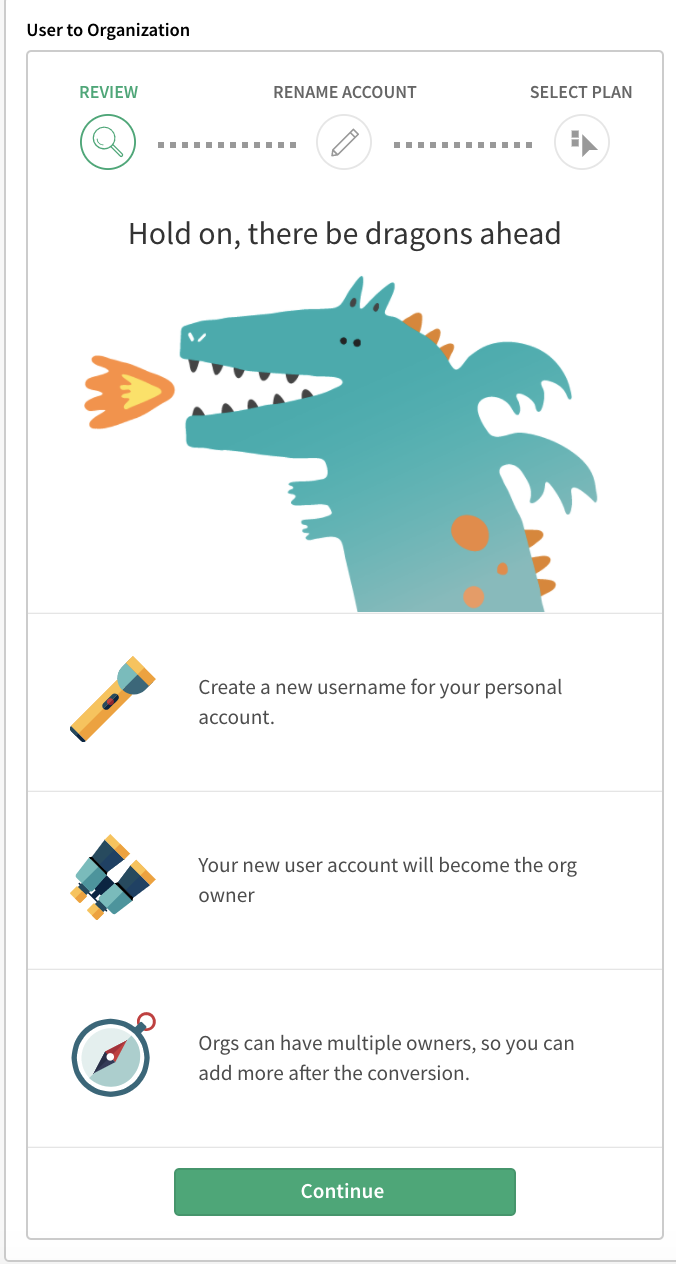 User to Organization
REVIEW
RENAME ACCOUNT
SELECT PLAN
Hold on, there be dragons ahead
Create a new username for your personal
account.
Your new user account will become the org
owner
Orgs can have multiple owners, so you can
add more after the conversion.
Continue